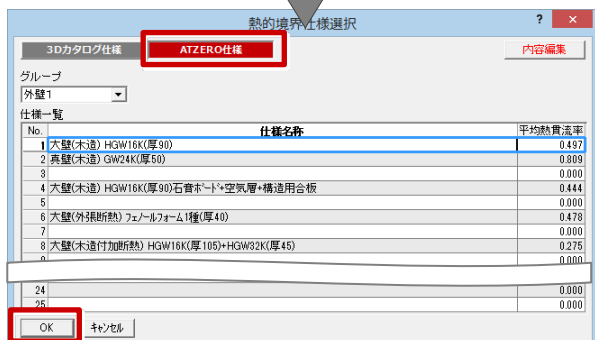 熱的境界仕様選択 ? ×
3Dカタログ仕様 ATZERO仕様 内容編集
グループ
外壁1
仕様一覧
No. 仕様名称 平均熱貫流率
1 大壁(木造) HGW16K(厚90) 0.497
2 真壁(木造) GW24K(厚50) 0.809
3 0.000
4 大壁(木造) HGW16K(厚90)石膏ボード+空気層+構造用合板 0.444
5 0.000
6 大壁(外張断熱) フェノールフォーム1種(厚40) 0.478
7 0.000
8 大壁(木造付加断熱) HGW16K(厚105)+HGW32K(厚45) 0.275
9 0.000
24 0.000
25 0.000
OK キャンセル